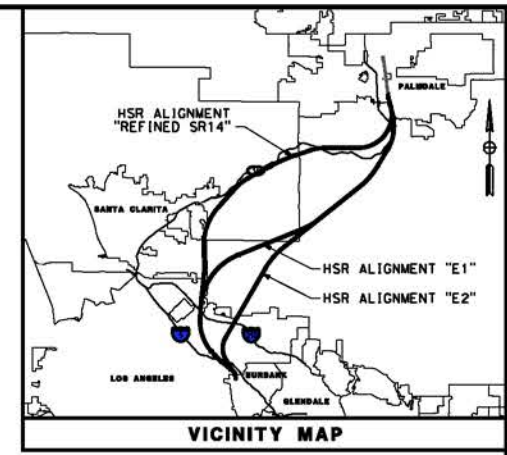 PALMDALE
HSR ALIGNMENT
"REFINED SR14"
SANTA CLARITA
HSR ALIGNMENT "E1"
HSR ALIGNMENT "E2"
LOS ANGELES
BURBANK
GLENDALE
VICINITY MAP